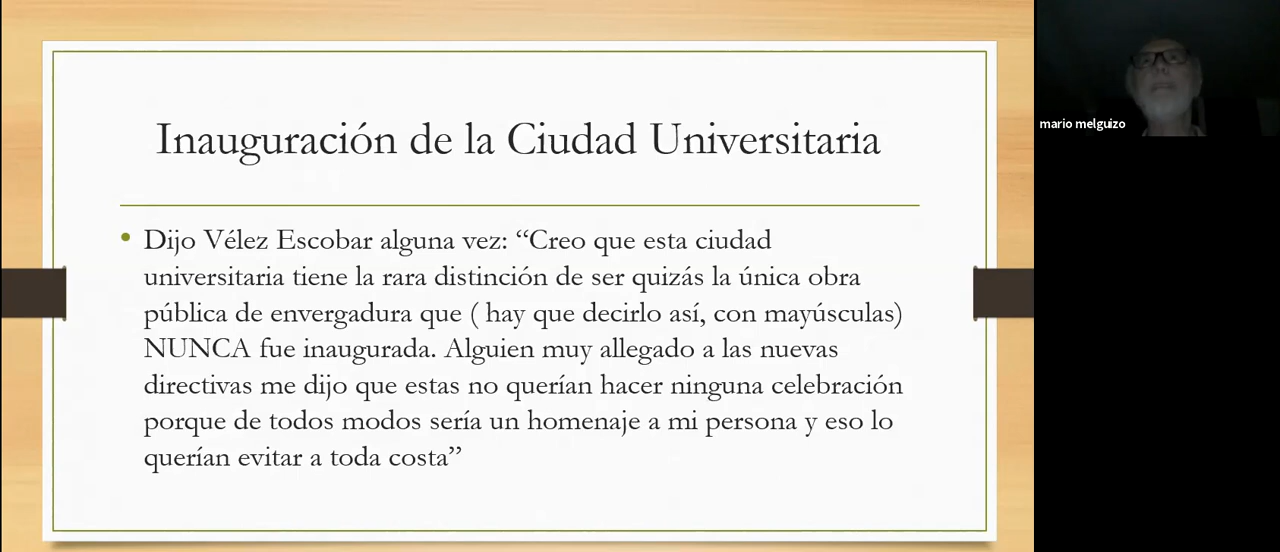 Inauguración de la Ciudad Universitaria
• Dijo Vélez Escobar alguna vez: “Creo que esta ciudad
universitaria tiene la rara distinción de ser quizás la única obra
pública de envergadura que ( hay que decirlo así, con mayúsculas)
NUNCA fue inaugurada. Alguien muy allegado a las nuevas
directivas me dijo que estas no querían hacer ninguna celebración
porque de todos modos sería un homenaje a mi persona y eso lo
querían evitar a toda costa”
mario melguizo